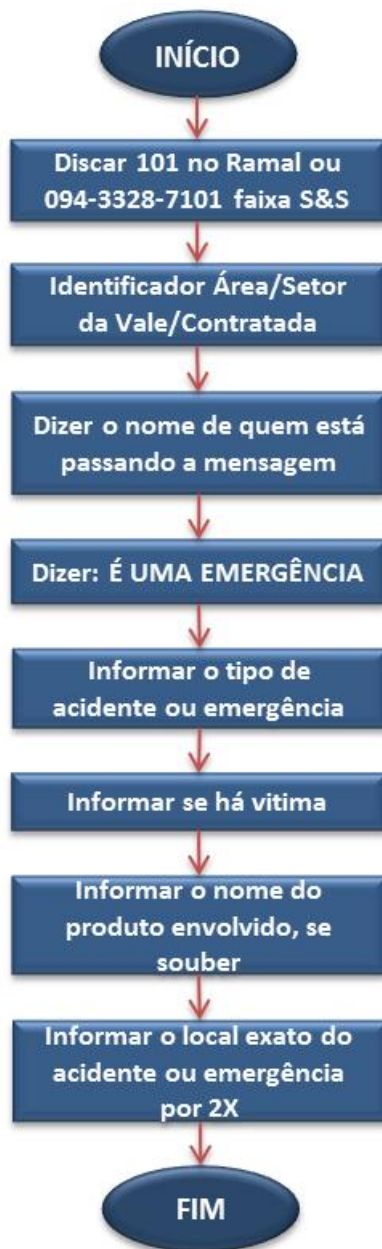 INÍCIO
Discar 101 no Ramal ou
094-3328-7101 faixa S&S
Identificador Área/Setor
da Vale/Contratada
Dizer o nome de quem está
passando a mensagem
Dizer: É UMA EMERGÊNCIA
Informar o tipo de
acidente ou emergência
Informar se há vitima
Informar o nome do
produto envolvido, se
souber
Informar o local exato do
acidente ou emergência
por 2X
FIM